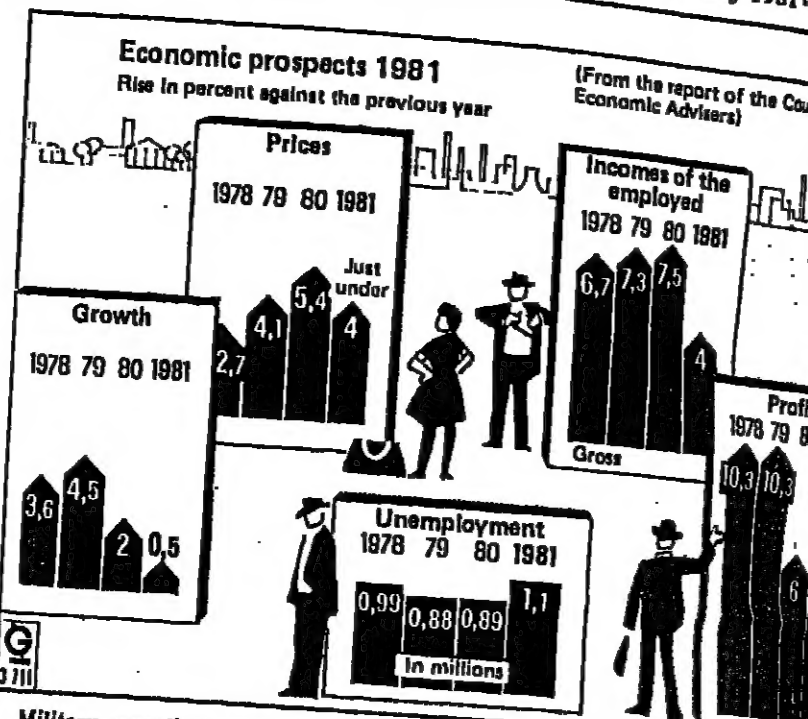 Economic prospects 1981
Rise in percent against the previous year
(From the report of the
Economic Advisers)
Prices
1978 79 80 1981
2,7
4,1
5,4
Just
under
4
Incomes of the
employed
1978 79 80 1981
6,7
7,3
7,5
4
Gross
Growth
1978 79 80 1981
3,6
4,5
2
0,5
Unemployment
1978 79 80 1981
0,99
0,88
0,89
1,1
In millions
1978 79
10,3
10,3
6